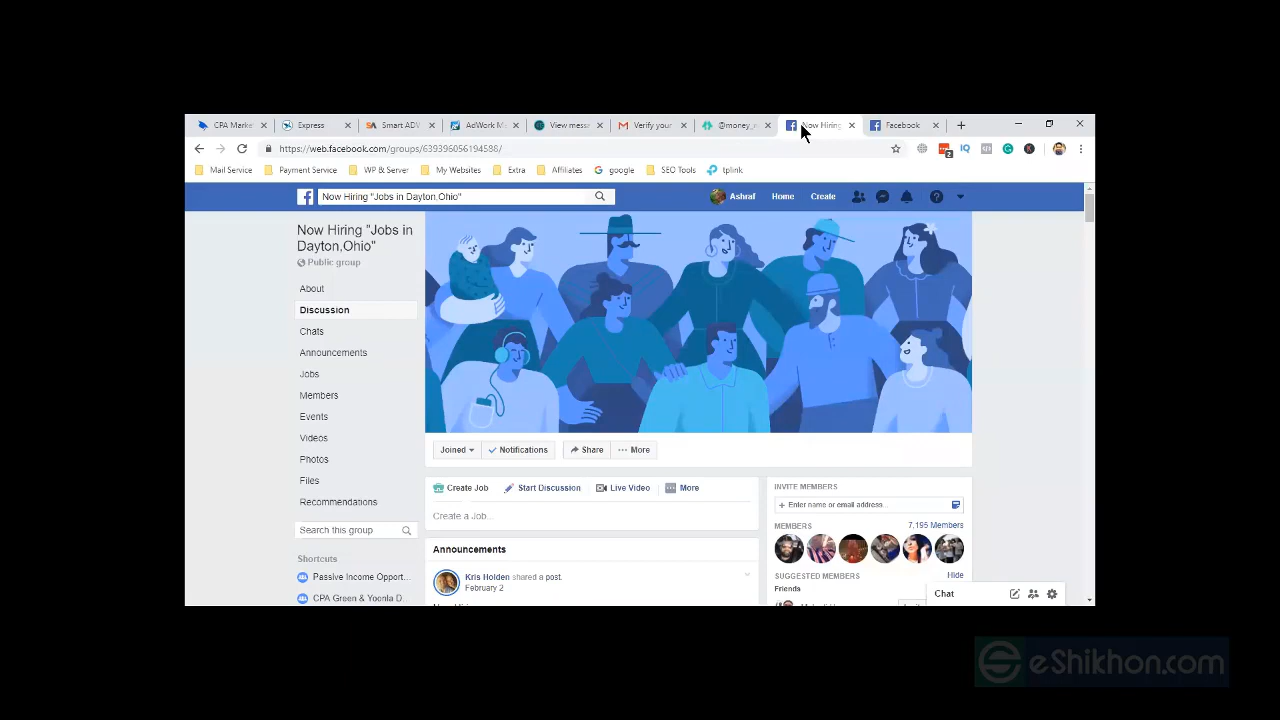 CPA Marke
Express
Smart ADV
AdWork M
View mess
Verify your
@money_n
Now Hiring
Facebook
https://web.facebook.com/groups/639396056194588/
2
Mail Service
Payment Service
WP & Server
My Websites
Extra
Affiliates
google
SEO Tools
tplink
Now Hiring "Jobs in Dayton,Ohio"
Ashraf
Home
Create
Now Hiring "Jobs in
Dayton,Ohio"
Public group
About
Discussion
Chats
Announcements
Jobs
Members
Events
Videos
Photos
Files
Recommendations
Search this group
Shortcuts
Passive Income Opport...
CPA Green & Yoonla D...
Joined
Notifications
Share
More
Create Job
Start Discussion
Live Video
More
Create a Job...
Announcements
Kris Holden shared a post.
February 2
INVITE MEMBERS
+ Enter name or email address...
MEMBERS
7,195 Members
SUGGESTED MEMBERS
Hide
Friends
Chat
eShikhon.com